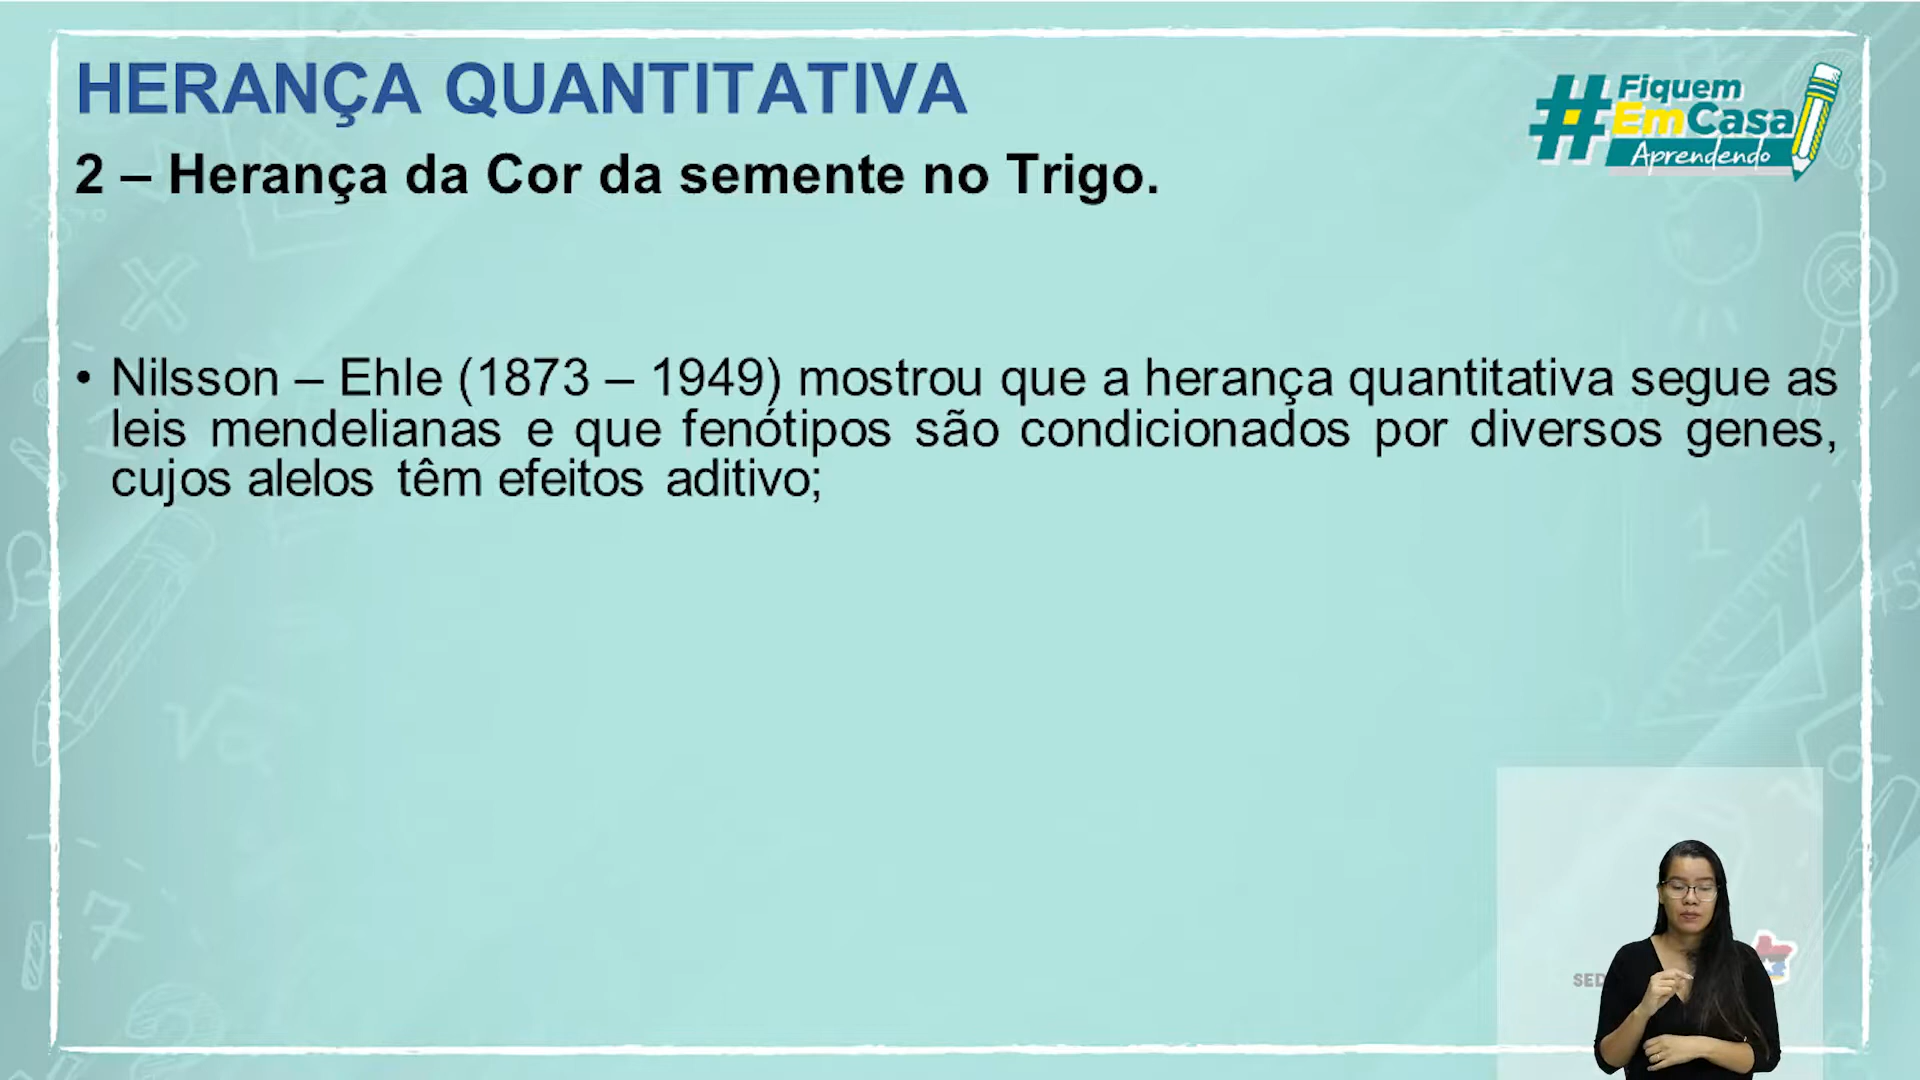 HERANÇA QUANTITATIVA
#Fiquem
EmCasa
Aprendendo
2 – Herança da Cor da semente no Trigo.
• Nilsson – Ehle (1873 – 1949) mostrou que a herança quantitativa segue as
leis mendelianas e que fenótipos são condicionados por diversos genes,
cujos alelos têm efeitos aditivo;